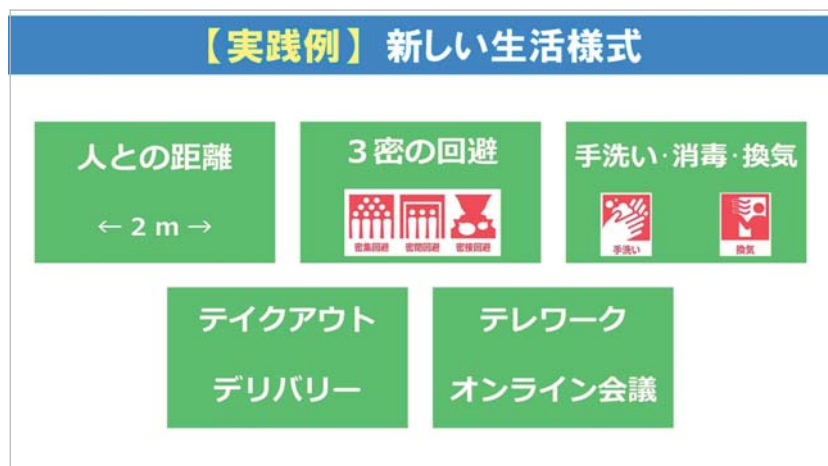 【実践例】新しい生活様式
人との距離
← 2 m →
3密の回避
密集回避 密閉回避 密接回避
手洗い・消毒・換気
手洗い 換気
テイクアウト
デリバリー
テレワーク
オンライン会議